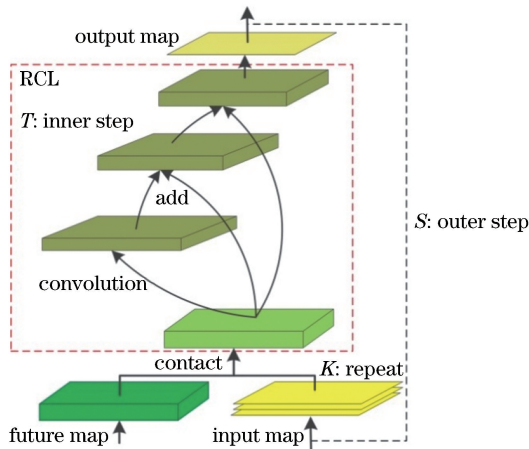 output map
RCL
T: inner step
add
S: outer step
convolution
contact
K: repeat
future map
input map